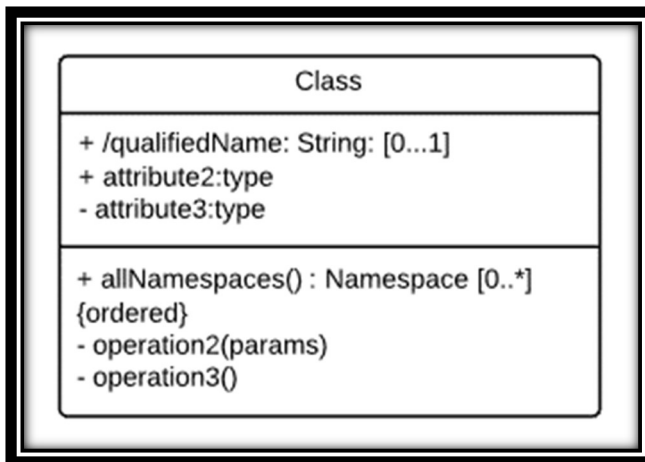 Class
+ /qualifiedName: String: [0...1]
+ attribute2:type
- attribute3:type
+ allNamespaces() : Namespace [0..*]
{ordered}
- operation2(params)
- operation3()